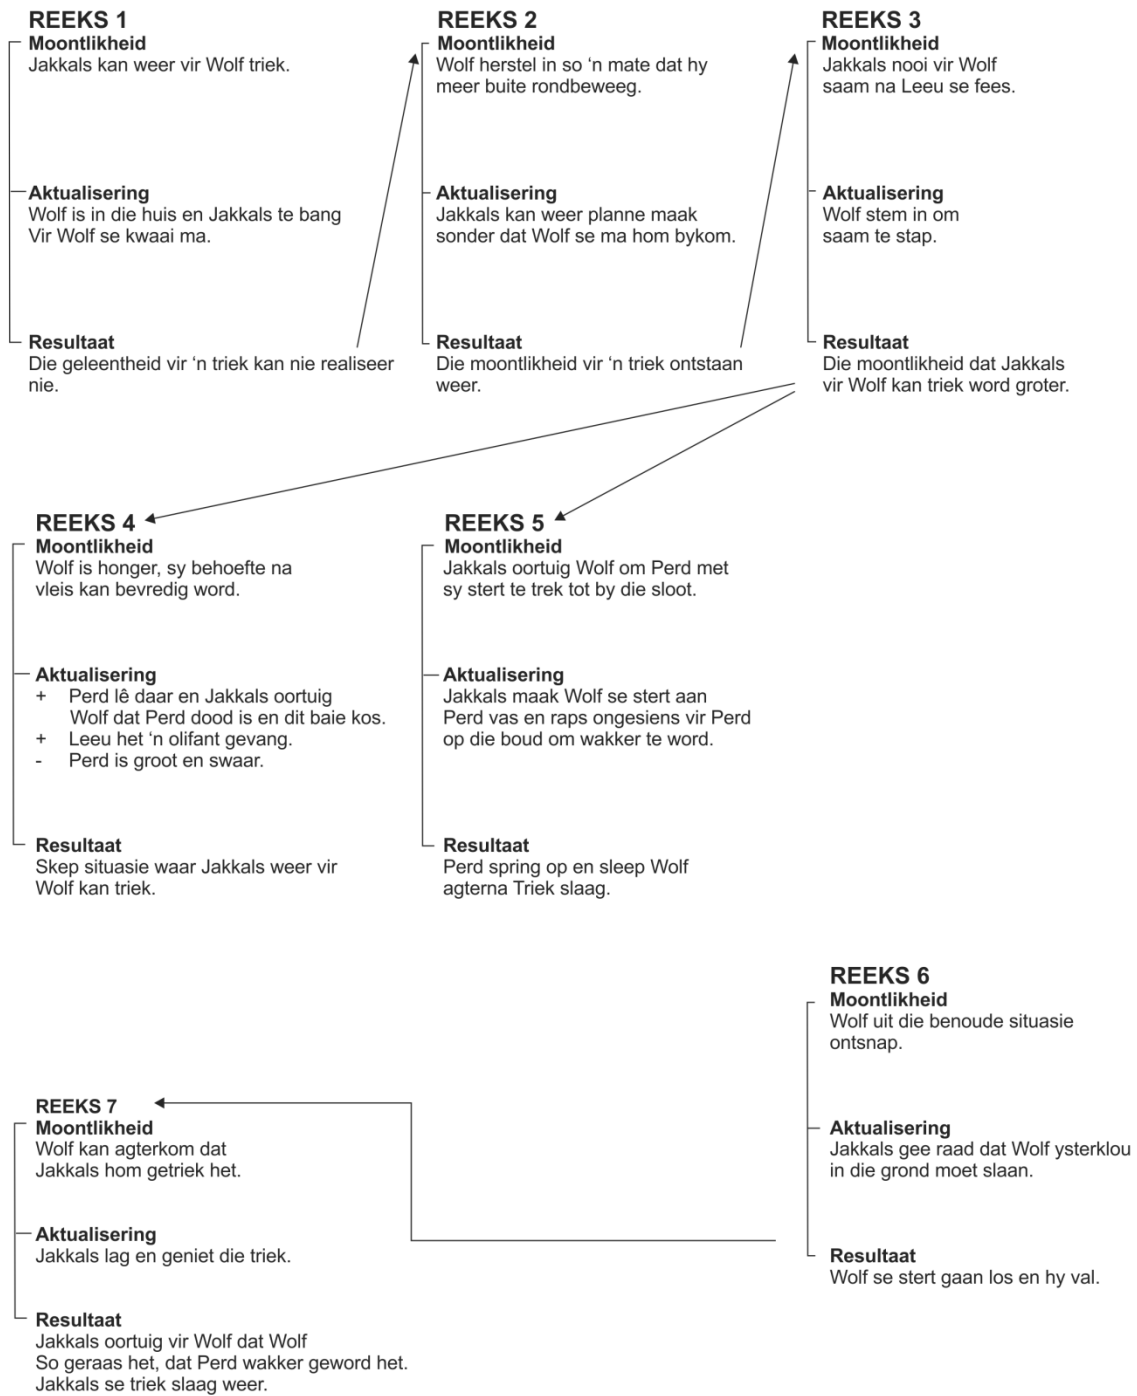 REEKS 1
Moontlikheid
Jakkals kan weer vir Wolf triek.
Aktualisering
Wolf is in die huis en Jakkals te bang
Vir Wolf se kwaai ma.
Resultaat
Die geleentheid vir ‘n triek kan nie realiseer
nie.
REEKS 2
Moontlikheid
Wolf herstel in so ‘n mate dat hy
meer buite rondbeweeg.
Aktualisering
Jakkals kan weer planne maak
sonder dat Wolf se ma hom bykom.
Resultaat
Die moontlikheid vir ‘n triek ontstaan
weer.
REEKS 3
Moontlikheid
Jakkals nooi vir Wolf
saam na Leeu se fees.
Aktualisering
Wolf stem in om
saam te stap.
Resultaat
Die moontlikheid dat Jakkals
vir Wolf kan triek word groter.
REEKS 4
Moontlikheid
Wolf is honger, sy behoefte na
vleis kan bevredig word.
Aktualisering
+ Perd lê daar en Jakkals oortuig
Wolf dat Perd dood is en dit baie kos.
+ Leeu het ‘n olifant gevang.
- Perd is groot en swaar.
Resultaat
Skep situasie waar Jakkals weer vir
Wolf kan triek.
REEKS 5
Moontlikheid
Jakkals oortuig Wolf om Perd met
sy stert te trek tot by die sloot.
Aktualisering
Jakkals maak Wolf se stert aan
Perd vas en raps ongesiens vir Perd
op die boud om wakker te word.
Resultaat
Perd spring op en sleep Wolf
agterna Triek slaag.
REEKS 6
Moontlikheid
Wolf uit die benoude situasie
ontsnap.
Aktualisering
Jakkals gee raad dat Wolf ysterklou
in die grond moet slaan.
Resultaat
Wolf se stert gaan los en hy val.
REEKS 7
Moontlikheid
Wolf kan agterkom dat
Jakkals hom getriek het.
Aktualisering
Jakkals lag en geniet die triek.
Resultaat
Jakkals oortuig vir Wolf dat Wolf
So geraas het, dat Perd wakker geword het.
Jakkals se triek slaag weer.